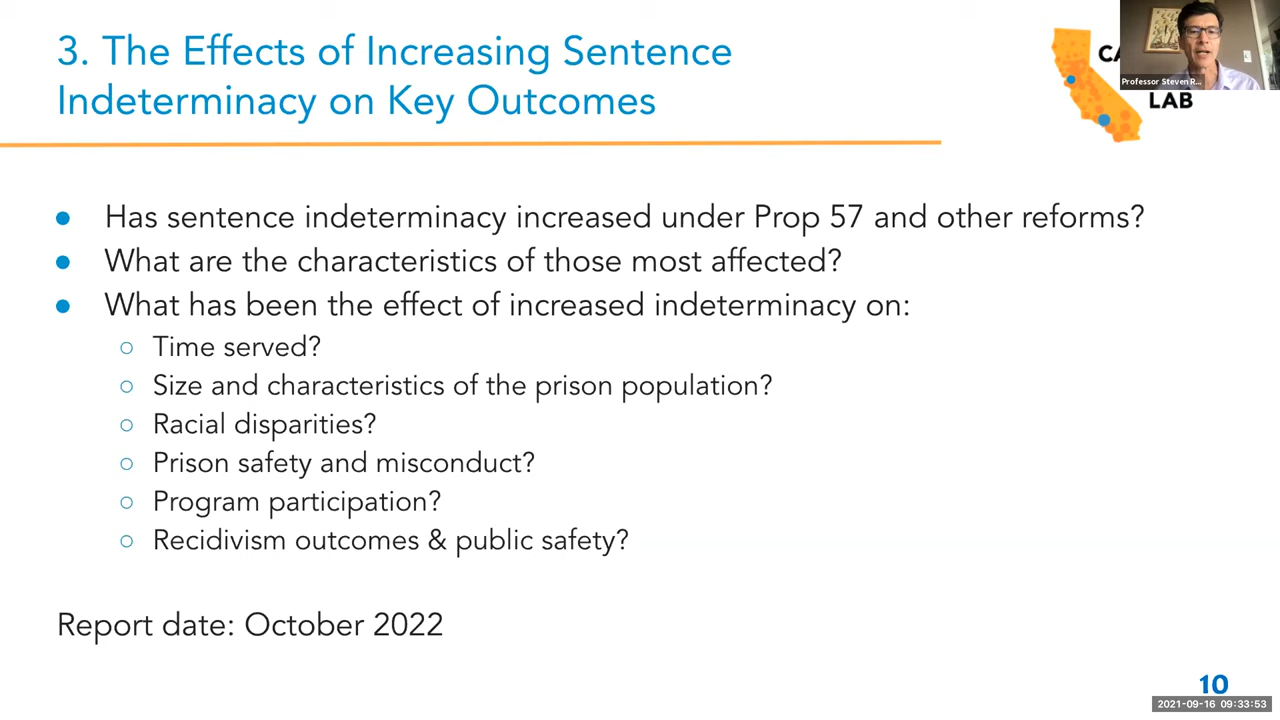 3. The Effects of Increasing Sentence
Indeterminacy on Key Outcomes
CA
LAB
Professor Steven R...
● Has sentence indeterminacy increased under Prop 57 and other reforms?
● What are the characteristics of those most affected?
● What has been the effect of increased indeterminacy on:
○ Time served?
○ Size and characteristics of the prison population?
○ Racial disparities?
○ Prison safety and misconduct?
○ Program participation?
○ Recidivism outcomes & public safety?
Report date: October 2022
10
2021-09-16 09:33:53